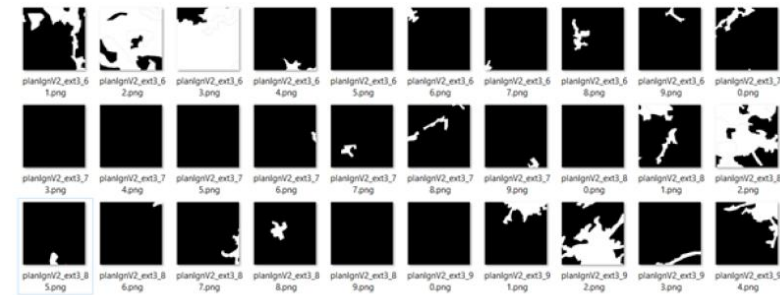 planIgnV2_ext3_6 planIgnV2_ext3_6 planIgnV2_ext3_6 planIgnV2_ext3_6 planIgnV2_ext3_6 planIgnV2_ext3_6 planIgnV2_ext3_6 planIgnV2_ext3_6 planIgnV2_ext3_6 planIgnV2_ext3_7
1.png 2.png 3.png 4.png 5.png 6.png 7.png 8.png 9.png 0.png
planIgnV2_ext3_7 planIgnV2_ext3_7 planIgnV2_ext3_7 planIgnV2_ext3_7 planIgnV2_ext3_7 planIgnV2_ext3_7 planIgnV2_ext3_7 planIgnV2_ext3_8 planIgnV2_ext3_8 planIgnV2_ext3_8
3.png 4.png 5.png 6.png 7.png 8.png 9.png 0.png 1.png 2.png
planIgnV2_ext3_8 planIgnV2_ext3_8 planIgnV2_ext3_8 planIgnV2_ext3_8 planIgnV2_ext3_8 planIgnV2_ext3_9 planIgnV2_ext3_9 planIgnV2_ext3_9 planIgnV2_ext3_9 planIgnV2_ext3_9
5.png 6.png 7.png 8.png 9.png 0.png 1.png 2.png 3.png 4.png